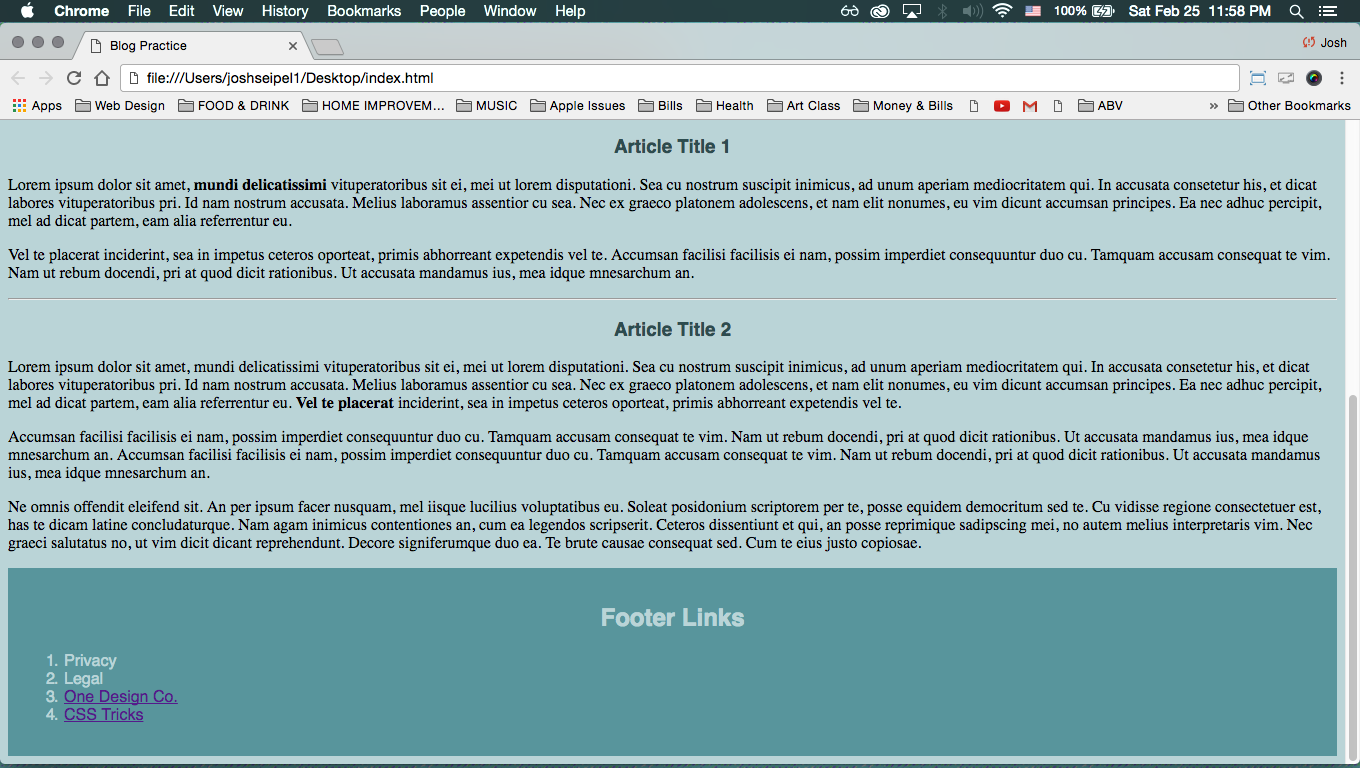 Chrome File Edit View History Bookmarks People Window Help 100% Sat Feb 25 11:58 PM
Blog Practice Josh
file:///Users/joshseipel1/Desktop/index.html
Apps Web Design FOOD & DRINK HOME IMPROVEM... MUSIC Apple Issues Bills Health Art Class Money & Bills ABV » Other Bookmarks
Article Title 1
Lorem ipsum dolor sit amet, mundi delicatissimi vituperatoribus sit ei, mei ut lorem disputationi. Sea cu nostrum suscipit inimicus, ad unum aperiam mediocritatem qui. In accusata consetetur his, et dicat
labores vituperatoribus pri. Id nam nostrum accusata. Melius laboramus assentior cu sea. Nec ex graeco platonem adolescens, et nam elit nonumes, eu vim dicunt accumsan principes. Ea nec adhuc percipit,
mel ad dicat partem, eam alia referrentur eu.
Vel te placerat inciderint, sea in impetus ceteros oporteat, primis abhorreant expetendis vel te. Accumsan facilisi facilisis ei nam, possim imperdiet consequuntur duo cu. Tamquam accusam consequat te vim.
Nam ut rebum docendi, pri at quod dicit rationibus. Ut accusata mandamus ius, mea idque mnesarchum an.
Article Title 2
Lorem ipsum dolor sit amet, mundi delicatissimi vituperatoribus sit ei, mei ut lorem disputationi. Sea cu nostrum suscipit inimicus, ad unum aperiam mediocritatem qui. In accusata consetetur his, et dicat
labores vituperatoribus pri. Id nam nostrum accusata. Melius laboramus assentior cu sea. Nec ex graeco platonem adolescens, et nam elit nonumes, eu vim dicunt accumsan principes. Ea nec adhuc percipit,
mel ad dicat partem, eam alia referrentur eu. Vel te placerat inciderint, sea in impetus ceteros oporteat, primis abhorreant expetendis vel te.
Accumsan facilisi facilisis ei nam, possim imperdiet consequuntur duo cu. Tamquam accusam consequat te vim. Nam ut rebum docendi, pri at quod dicit rationibus. Ut accusata mandamus ius, mea idque
mnesarchum an. Accumsan facilisi facilisis ei nam, possim imperdiet consequuntur duo cu. Tamquam accusam consequat te vim. Nam ut rebum docendi, pri at quod dicit rationibus. Ut accusata mandamus
ius, mea idque mnesarchum an.
Ne omnis offendit eleifend sit. An per ipsum facer nusquam, mel iisque lucilius voluptatibus eu. Soleat posidonium scriptorem per te, posse equidem democritum sed te. Cu vidisse regione consectetuer est,
has te dicam latine concludaturque. Nam agam inimicus contentiones an, cum ea legendos scripserit. Ceteros dissentiunt et qui, an posse reprimique sadipscing mei, no autem melius interpretaris vim. Nec
graeci salutatus no, ut vim dicit dicant reprehendunt. Decore signiferumque duo ea. Te brute causae consequat sed. Cum te eius justo copiosae.
Footer Links
1. Privacy
2. Legal
3. One Design Co.
4. CSS Tricks